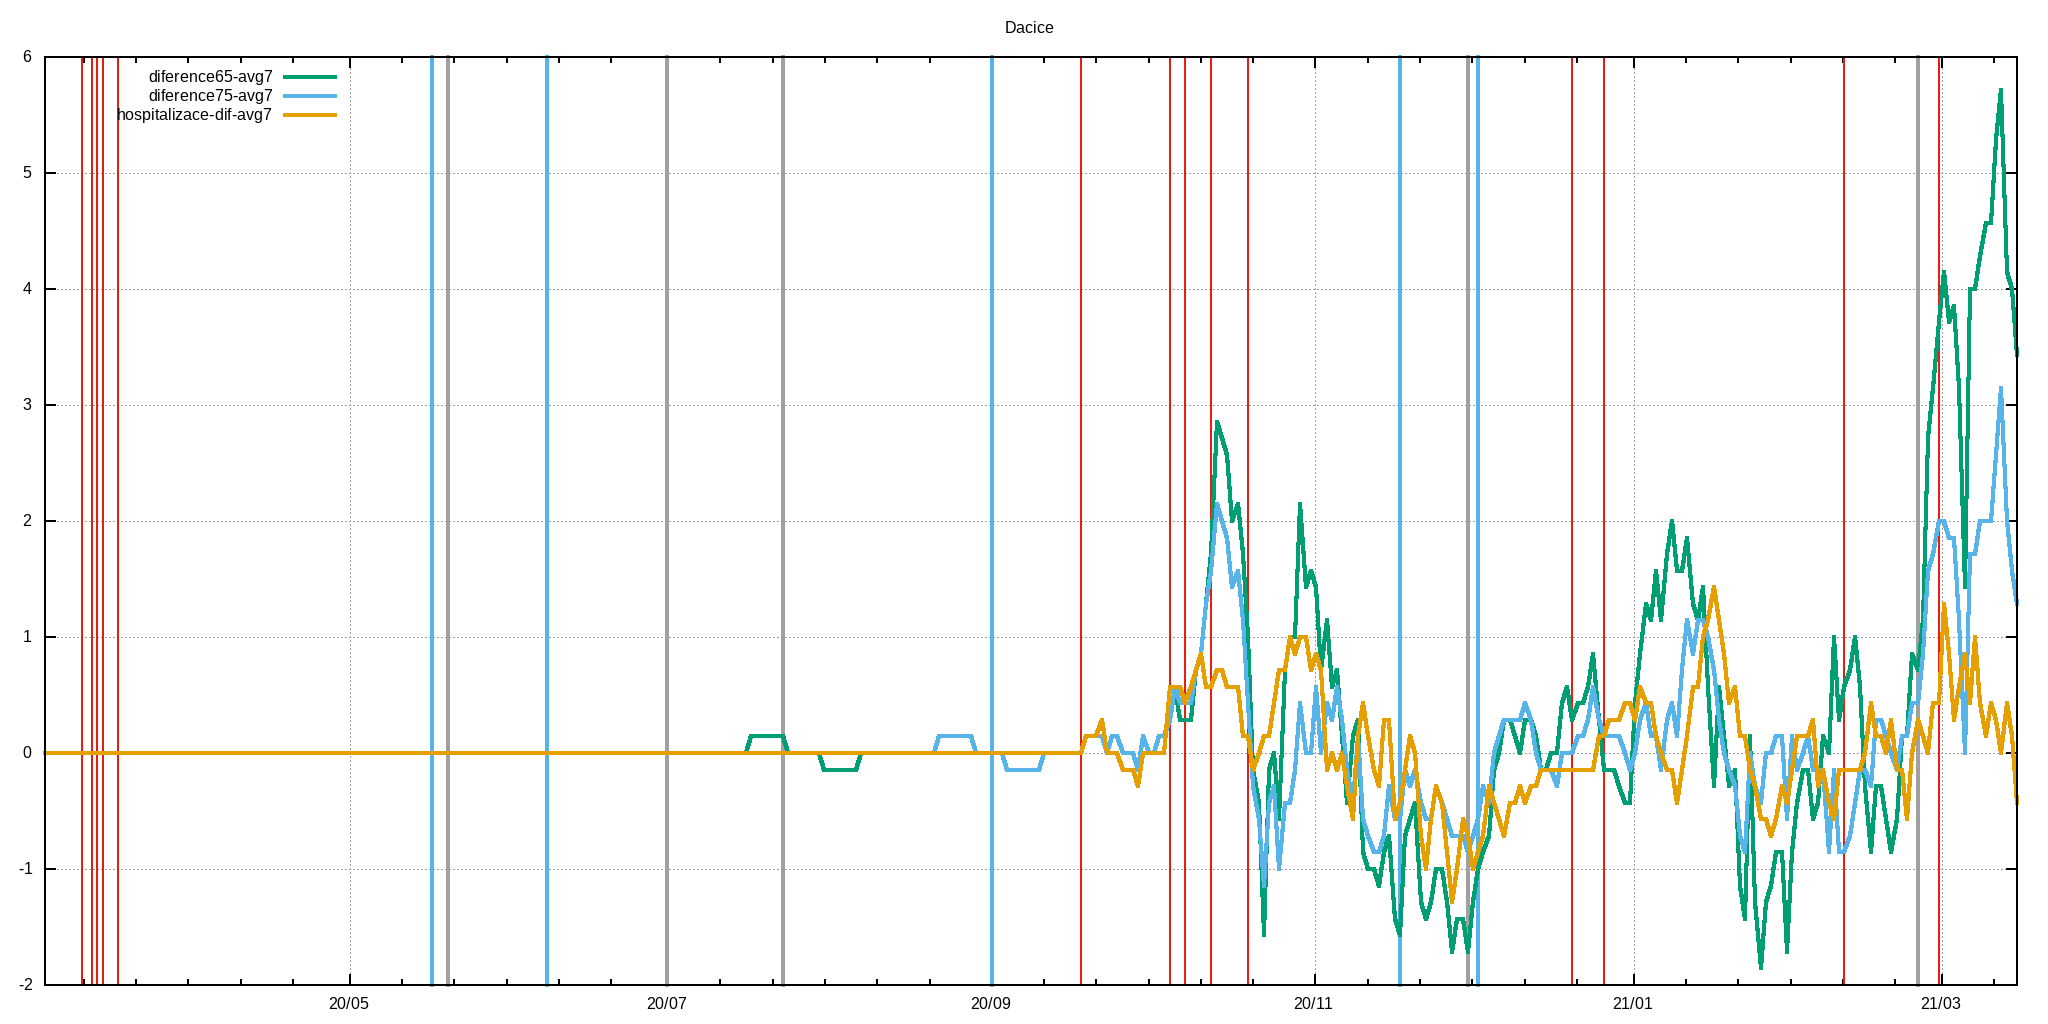 Dacice
6
diference65-avg7
diference75-avg7
hospitalizace-dif-avg7
5
4
3
2
1
0
-1
-2
20/05 20/07 20/09 20/11 21/01 21/03